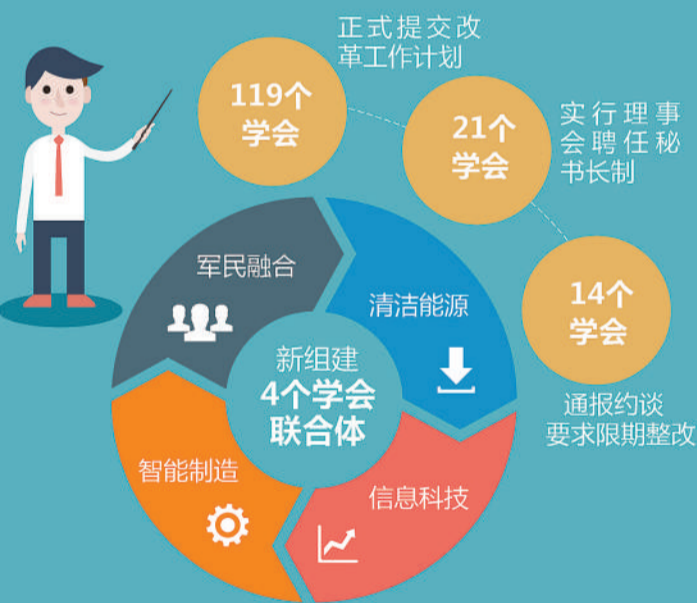 正式提交改
革工作计划
119个
学会
21个
学会
实行理事
会聘任秘
书长制
14个
学会
通报约谈
要求限期整改
军民融合
清洁能源
新组建
4个学会
联合体
智能制造
信息科技